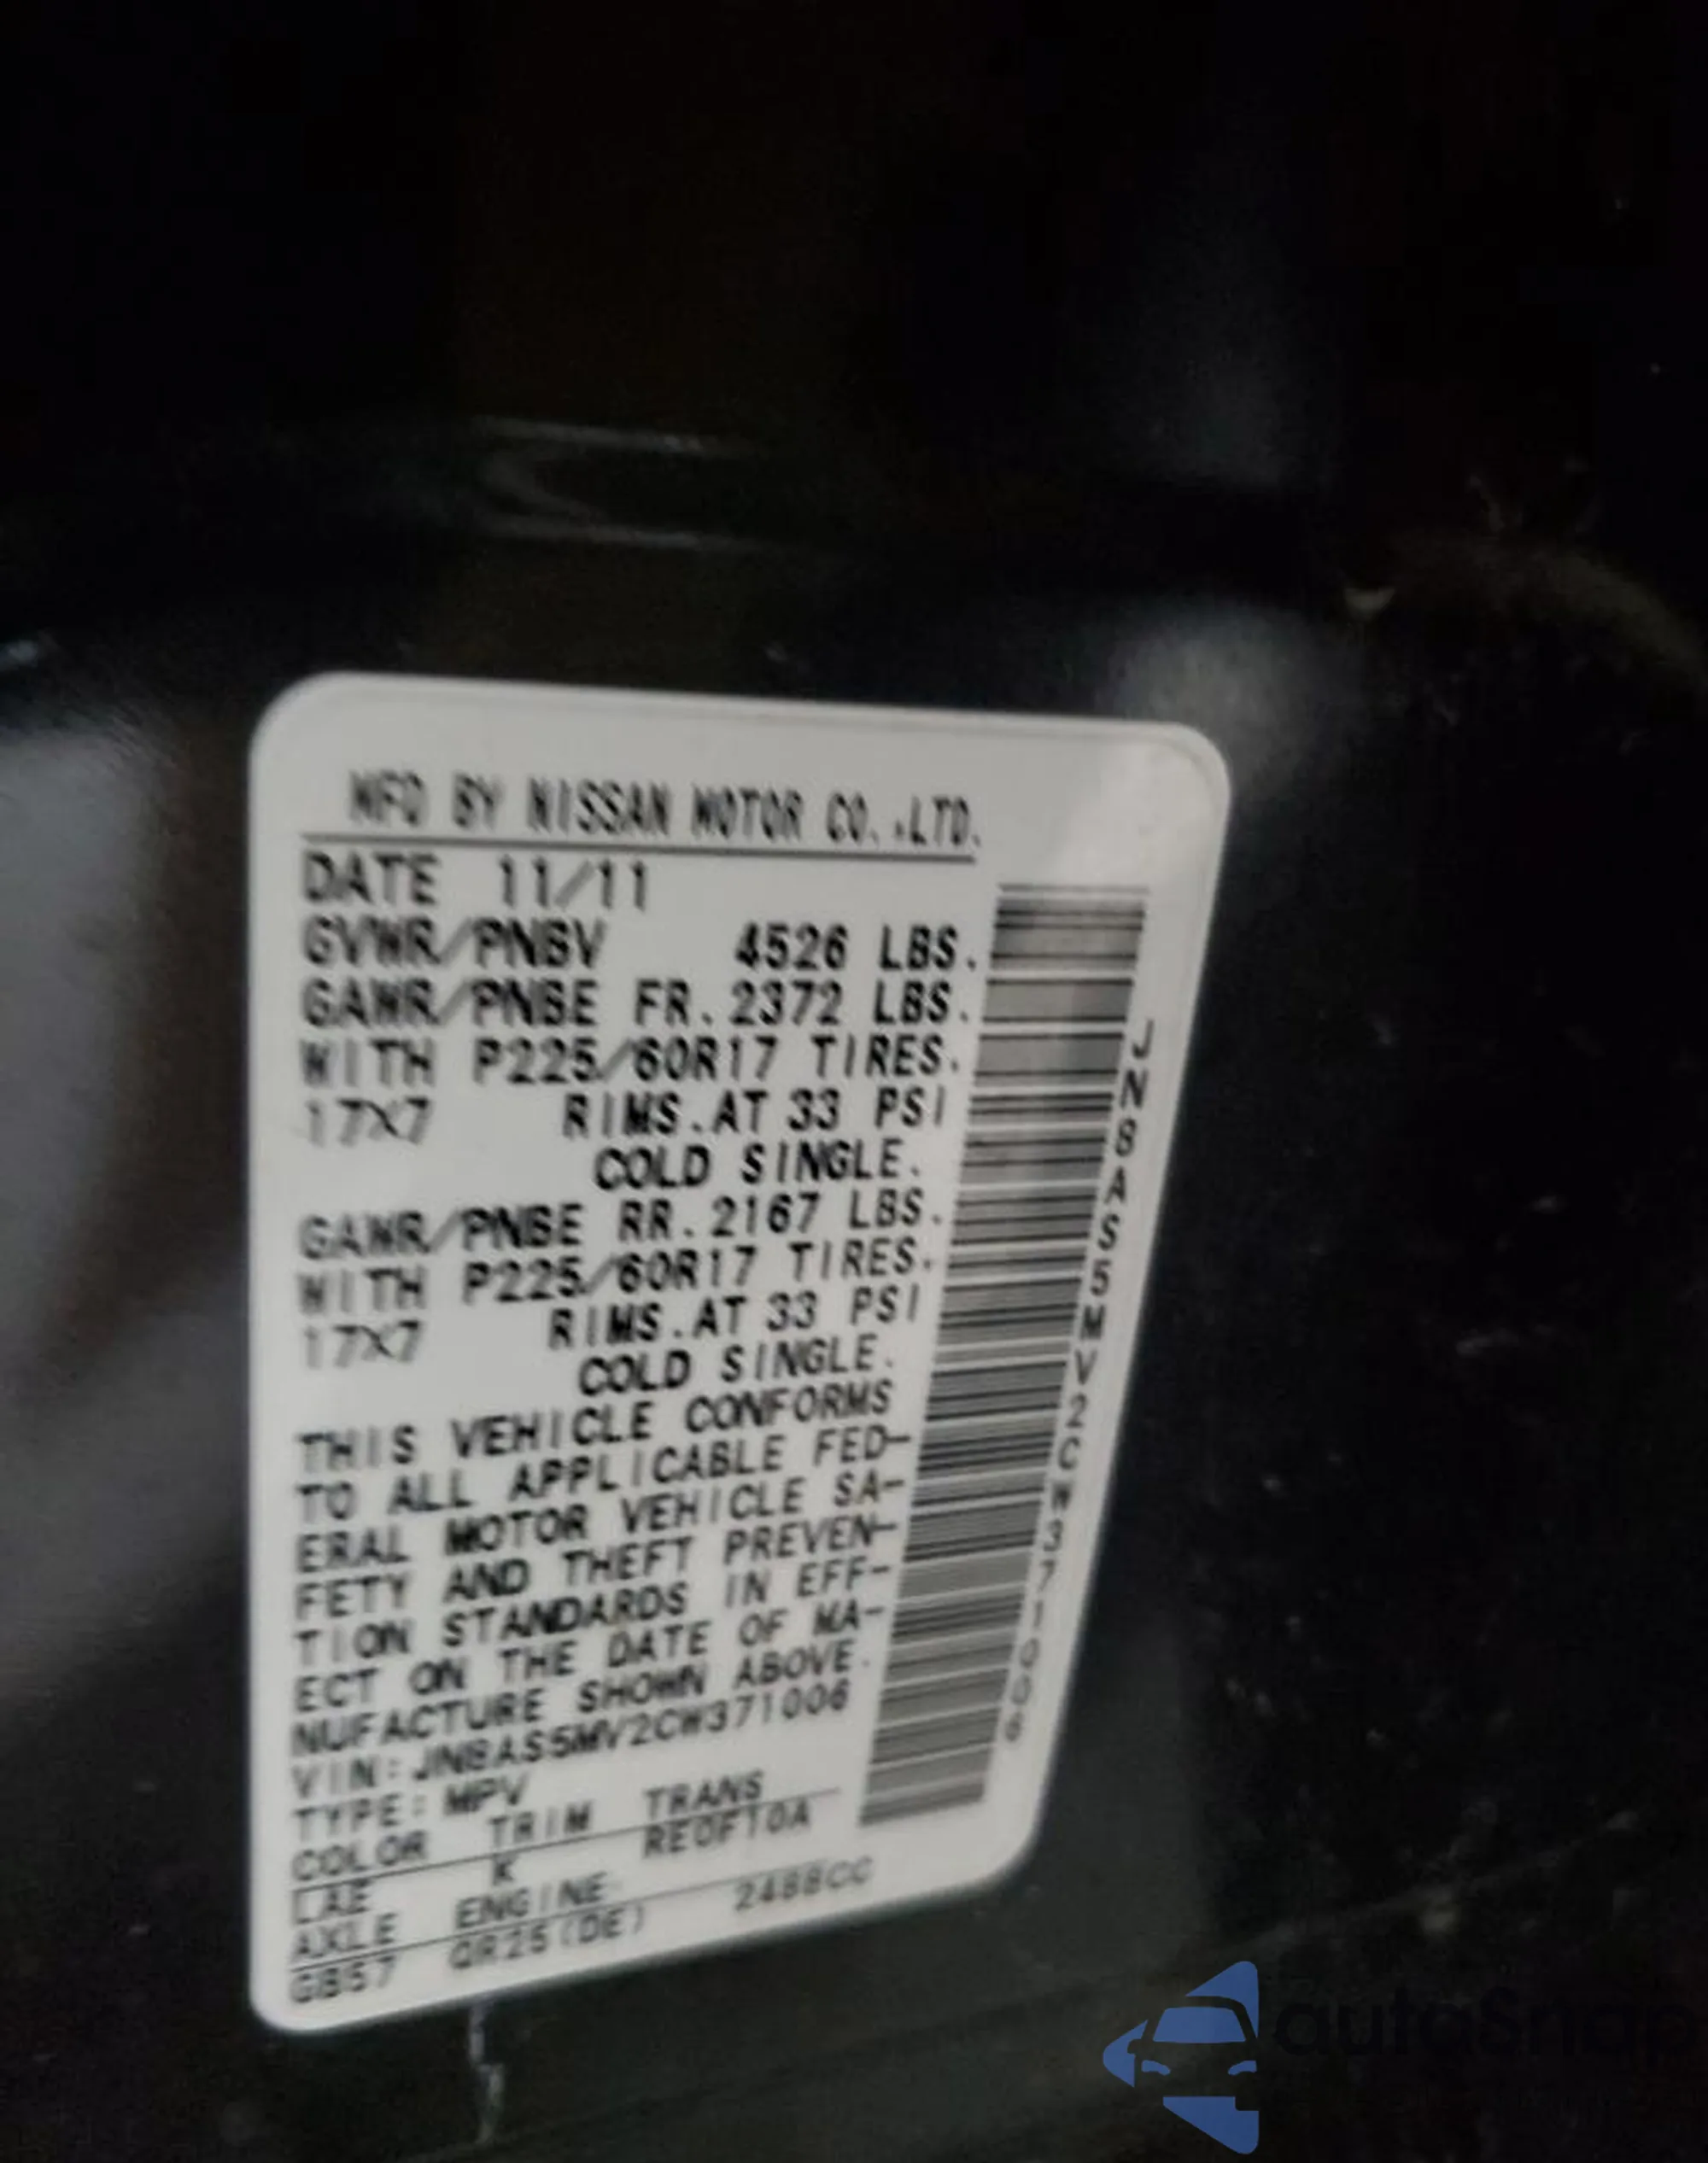 MFD BY NISSAN MOTOR CO.,LTD.
DATE 11/11
GVWR/PNBV 4526 LBS.
GAWR/PNBE FR. 2372 LBS.
WITH P225/60R17 TIRES.
17X7 RIMS. AT 33 PSI
COLD SINGLE.
GAWR/PNBE RR. 2167 LBS.
WITH P225/60R17 TIRES.
17X7 RIMS. AT 33 PSI
COLD SINGLE.
THIS VEHICLE CONFORMS
TO ALL APPLICABLE FED-
ERAL MOTOR VEHICLE SA-
FETY AND THEFT PREVEN-
TION STANDARDS IN EFF-
ECT ON THE DATE OF MA-
NUFACTURE SHOWN ABOVE.
VIN: JN8AS5MV2CW371006
TYPE: MPV
COLOR TRIM TRANS
LAE K RE0F10A
AXLE ENGINE
GB57 QR25(DE) 2488CC
JN8AS5MV2CW371006
autosnap